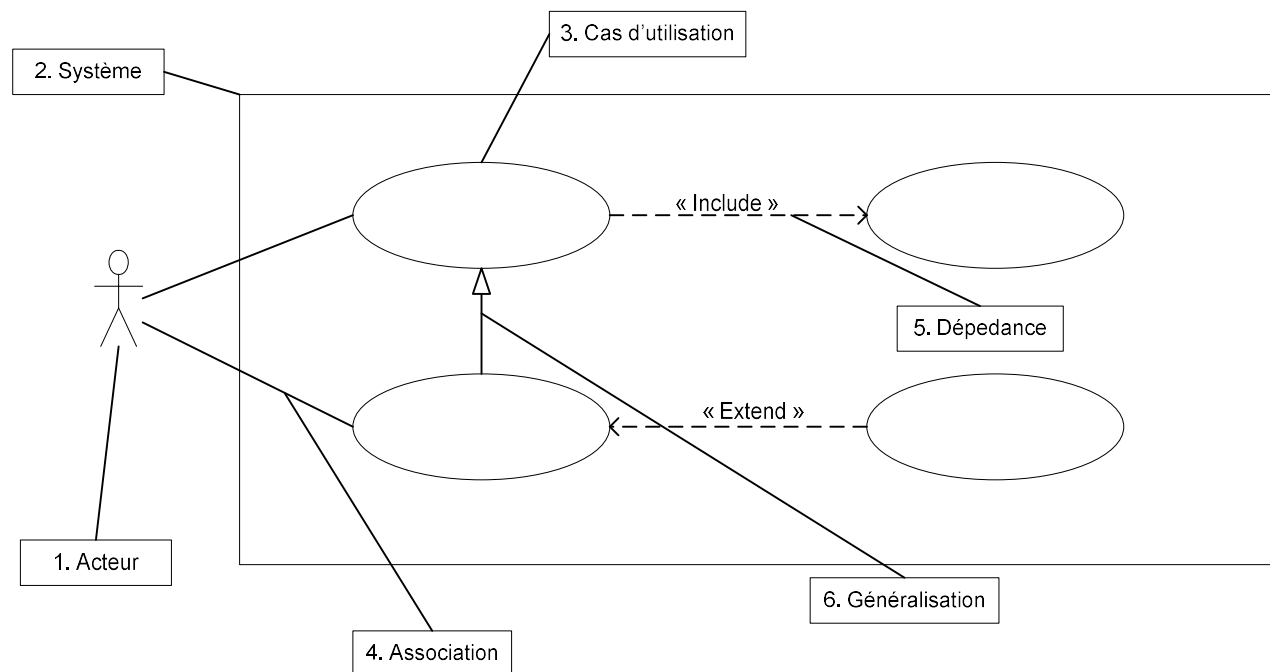 3. Cas d'utilisation
2. Système
« Include »
5. Dépedance
« Extend »
1. Acteur
6. Généralisation
4. Association